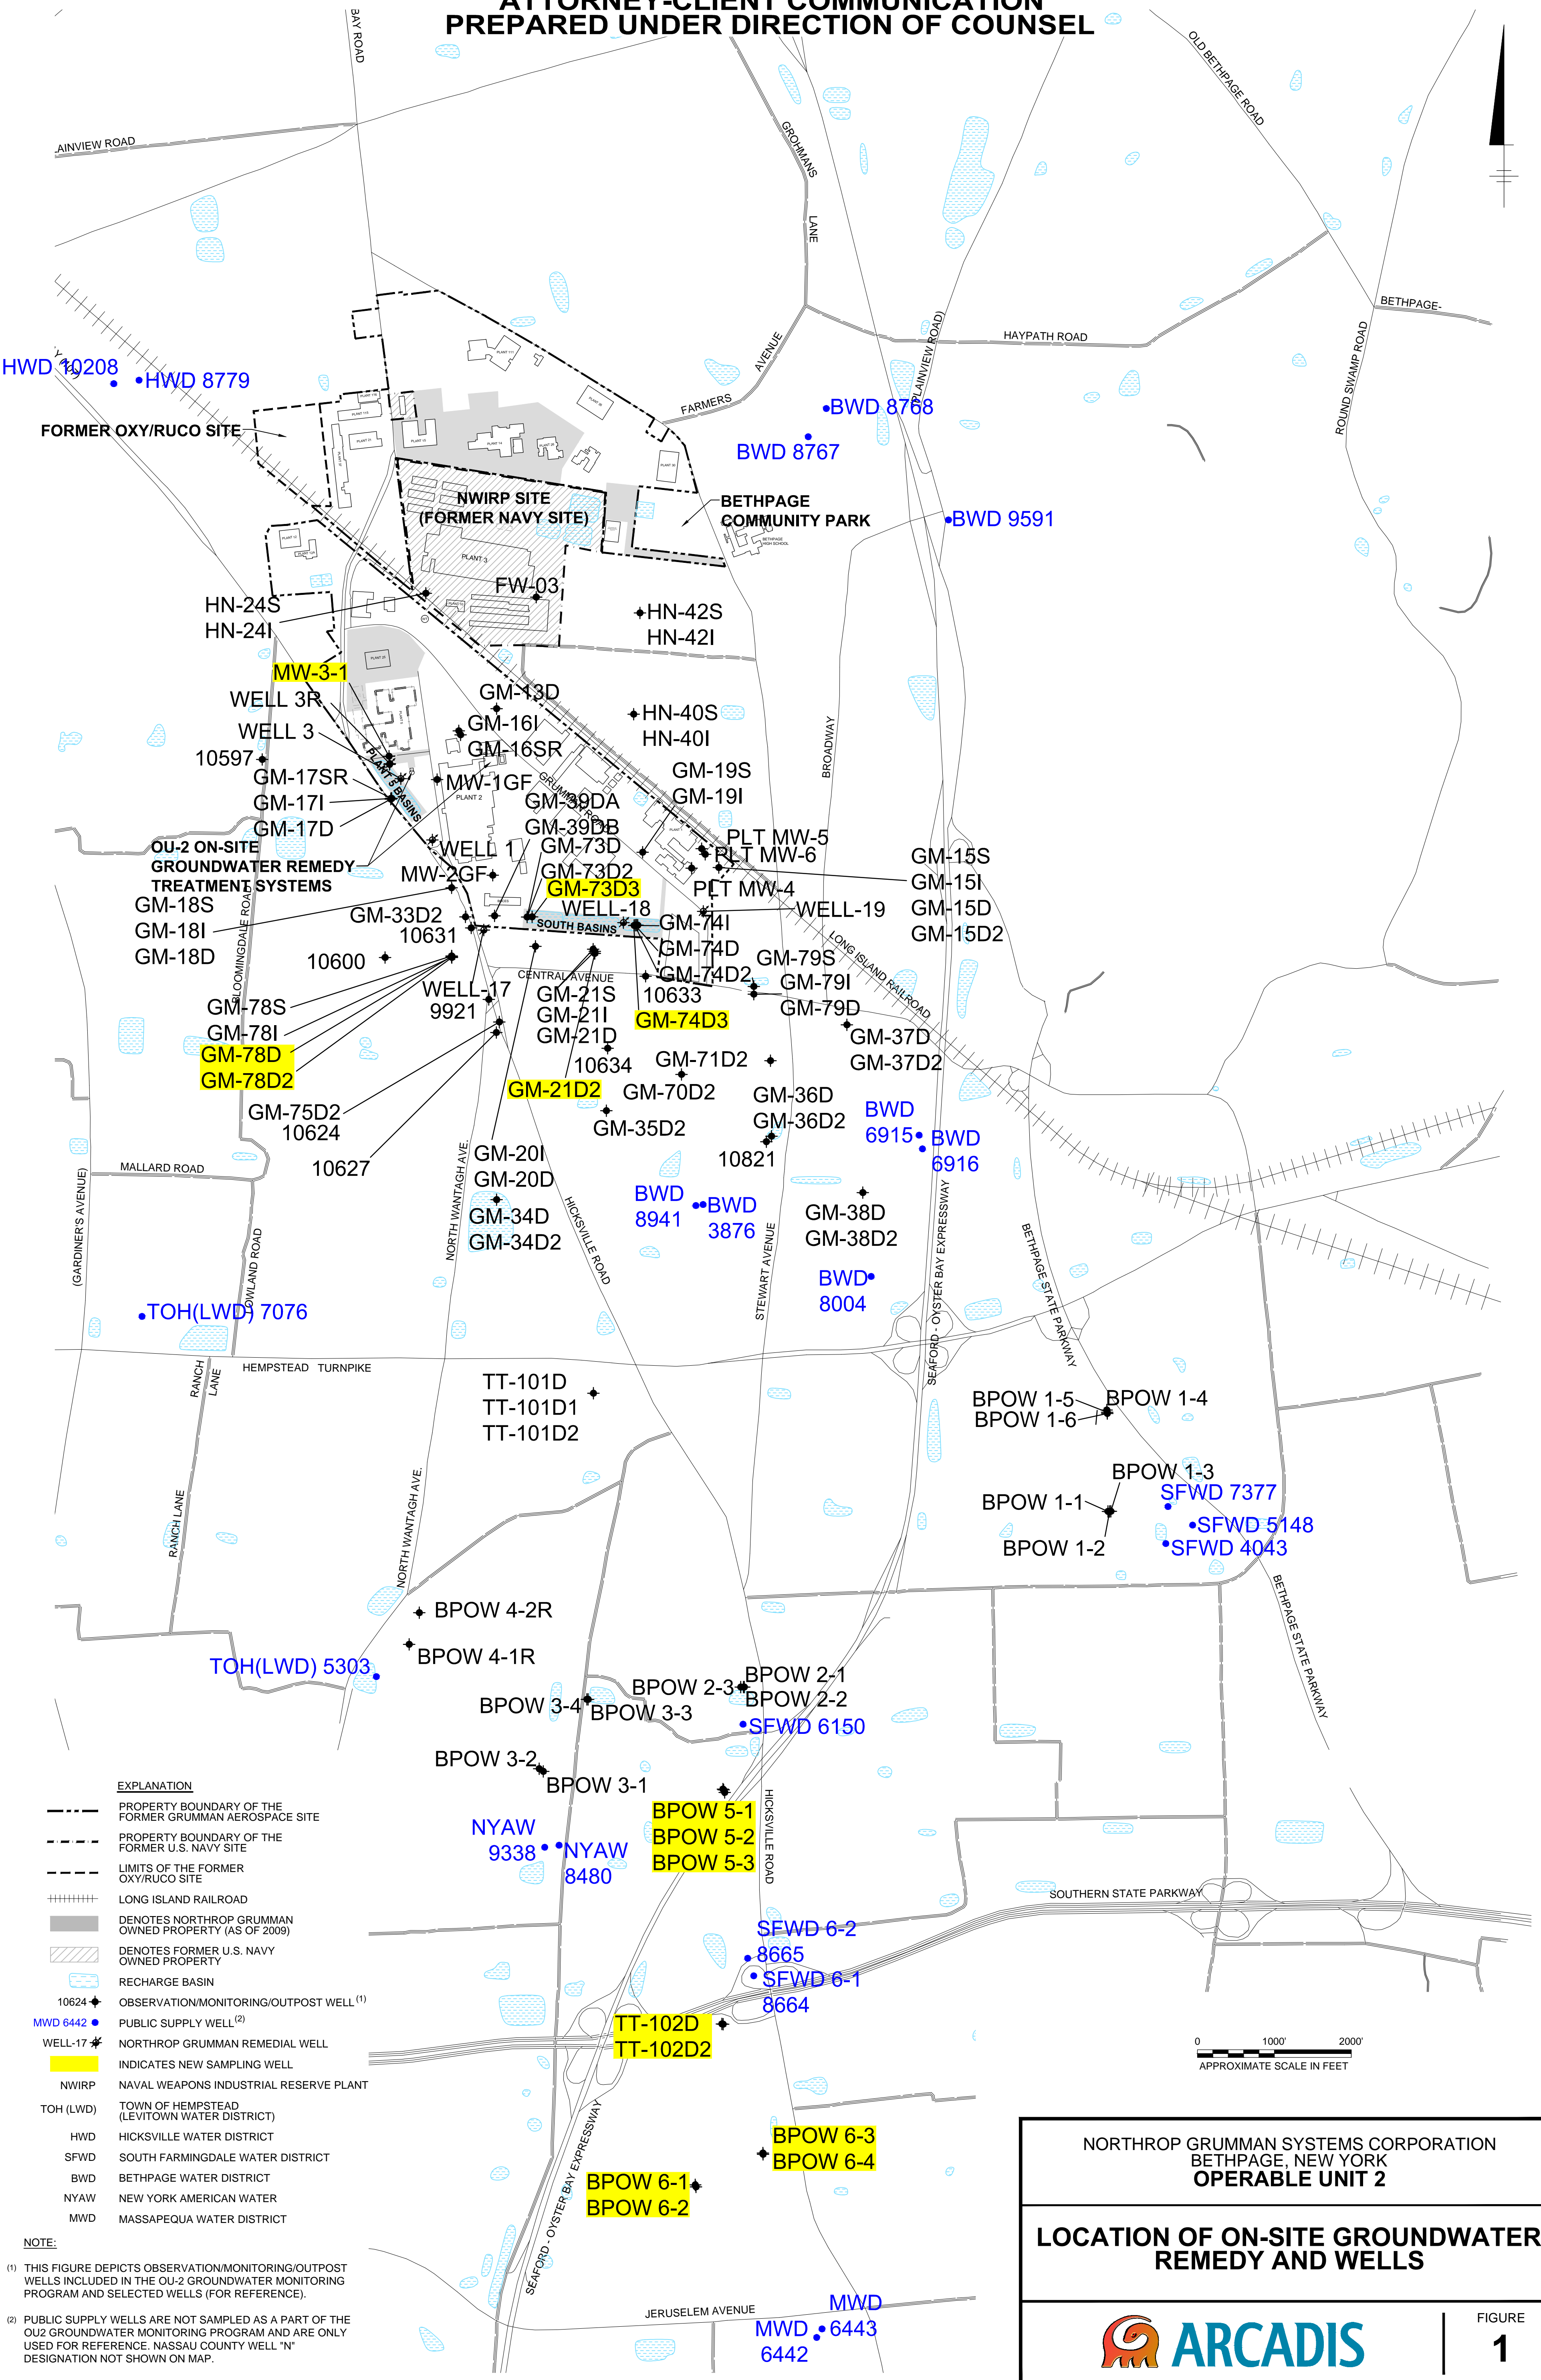 ATTORNEY-CLIENT COMMUNICATION
PREPARED UNDER DIRECTION OF COUNSEL
BAY ROAD
OLD BETHPAGE ROAD
LAINVIEW ROAD
GROHMANS
LANE
(PLAINVIEW ROAD)
BETHPAGE-
HAYPATH ROAD
ROUND SWAMP ROAD
AVENUE
FARMERS
HWD 10208
HWD 8779
PLANT 111
BWD 8768
BWD 8767
FORMER OXY/RUCO SITE
NWIRP SITE
(FORMER NAVY SITE)
BETHPAGE
COMMUNITY PARK
BETHPAGE
HIGH SCHOOL
BWD 9591
PLANT 3
FW-03
HN-24S
HN-24I
HN-42S
HN-42I
MW-3-1
WELL 3R
WELL 3
10597
GM-13D
GM-16I
GM-16SR
HN-40S
HN-40I
BROADWAY
GM-17SR
GM-17I
GM-17D
PLANT 5 BASINS
MW-1GF
PLANT 2
GRUMMAN ROAD
GM-19S
GM-19I
GM-39DA
GM-39DB
GM-73D
GM-73D2
GM-73D3
PLT MW-5
PLT MW-6
PLT MW-4
OU-2 ON-SITE
GROUNDWATER REMEDY
TREATMENT SYSTEMS
WELL 1
MW-2GF
GM-15S
GM-15I
GM-15D
GM-15D2
GM-18S
GM-18I
GM-18D
GM-33D2
10631
WELL-18
SOUTH BASINS
WELL-19
GM-74I
GM-74D
GM-74D2
GM-74D3
LONG ISLAND RAILROAD
BLOOMINGDALE ROAD
10600
CENTRAL AVENUE
WELL-17
9921
GM-21S
GM-21I
GM-21D
10633
GM-79S
GM-79I
GM-79D
GM-78S
GM-78I
GM-78D
GM-78D2
GM-37D
GM-37D2
10634
GM-21D2
GM-71D2
GM-70D2
GM-75D2
10624
10627
GM-35D2
GM-36D
GM-36D2
10821
BWD
6915
BWD
6916
MALLARD ROAD
(GARDINER'S AVENUE)
LOWLAND ROAD
NORTH WANTAGH AVE.
GM-20I
GM-20D
GM-34D
GM-34D2
HICKSVILLE ROAD
BWD
8941
BWD
3876
STEWART AVENUE
GM-38D
GM-38D2
BWD
8004
SEAFORD - OYSTER BAY EXPRESSWAY
BETHPAGE STATE PARKWAY
TOH(LWD) 7076
RANCH
LANE
HEMPSTEAD TURNPIKE
TT-101D
TT-101D1
TT-101D2
BPOW 1-5
BPOW 1-6
BPOW 1-4
BPOW 1-3
BPOW 1-1
BPOW 1-2
SFWD 7377
SFWD 5148
SFWD 4043
RANCH LANE
NORTH WANTAGH AVE.
BETHPAGE STATE PARKWAY
BPOW 4-2R
BPOW 4-1R
TOH(LWD) 5303
BPOW 2-3
BPOW 2-1
BPOW 2-2
BPOW 3-4
BPOW 3-3
SFWD 6150
BPOW 3-2
BPOW 3-1
BPOW 5-1
BPOW 5-2
BPOW 5-3
HICKSVILLE ROAD
NYAW
9338
NYAW
8480
SOUTHERN STATE PARKWAY
SFWD 6-2
8665
SFWD 6-1
8664
TT-102D
TT-102D2
SEAFORD - OYSTER BAY EXPRESSWAY
BPOW 6-3
BPOW 6-4
BPOW 6-1
BPOW 6-2
JERUSELEM AVENUE
MWD
6443
MWD
6442
EXPLANATION
PROPERTY BOUNDARY OF THE
FORMER GRUMMAN AEROSPACE SITE
PROPERTY BOUNDARY OF THE
FORMER U.S. NAVY SITE
LIMITS OF THE FORMER
OXY/RUCO SITE
LONG ISLAND RAILROAD
DENOTES NORTHROP GRUMMAN
OWNED PROPERTY (AS OF 2009)
DENOTES FORMER U.S. NAVY
OWNED PROPERTY
RECHARGE BASIN
10624 OBSERVATION/MONITORING/OUTPOST WELL (1)
MWD 6442 PUBLIC SUPPLY WELL (2)
WELL-17 NORTHROP GRUMMAN REMEDIAL WELL
INDICATES NEW SAMPLING WELL
NWIRP NAVAL WEAPONS INDUSTRIAL RESERVE PLANT
TOH (LWD) TOWN OF HEMPSTEAD
(LEVITOWN WATER DISTRICT)
HWD HICKSVILLE WATER DISTRICT
SFWD SOUTH FARMINGDALE WATER DISTRICT
BWD BETHPAGE WATER DISTRICT
NYAW NEW YORK AMERICAN WATER
MWD MASSAPEQUA WATER DISTRICT
NOTE:
(1) THIS FIGURE DEPICTS OBSERVATION/MONITORING/OUTPOST
WELLS INCLUDED IN THE OU-2 GROUNDWATER MONITORING
PROGRAM AND SELECTED WELLS (FOR REFERENCE).
(2) PUBLIC SUPPLY WELLS ARE NOT SAMPLED AS A PART OF THE
OU2 GROUNDWATER MONITORING PROGRAM AND ARE ONLY
USED FOR REFERENCE. NASSAU COUNTY WELL "N"
DESIGNATION NOT SHOWN ON MAP.
0 1000' 2000'
APPROXIMATE SCALE IN FEET
NORTHROP GRUMMAN SYSTEMS CORPORATION
BETHPAGE, NEW YORK
OPERABLE UNIT 2
LOCATION OF ON-SITE GROUNDWATER
REMEDY AND WELLS
ARCADIS
FIGURE
1